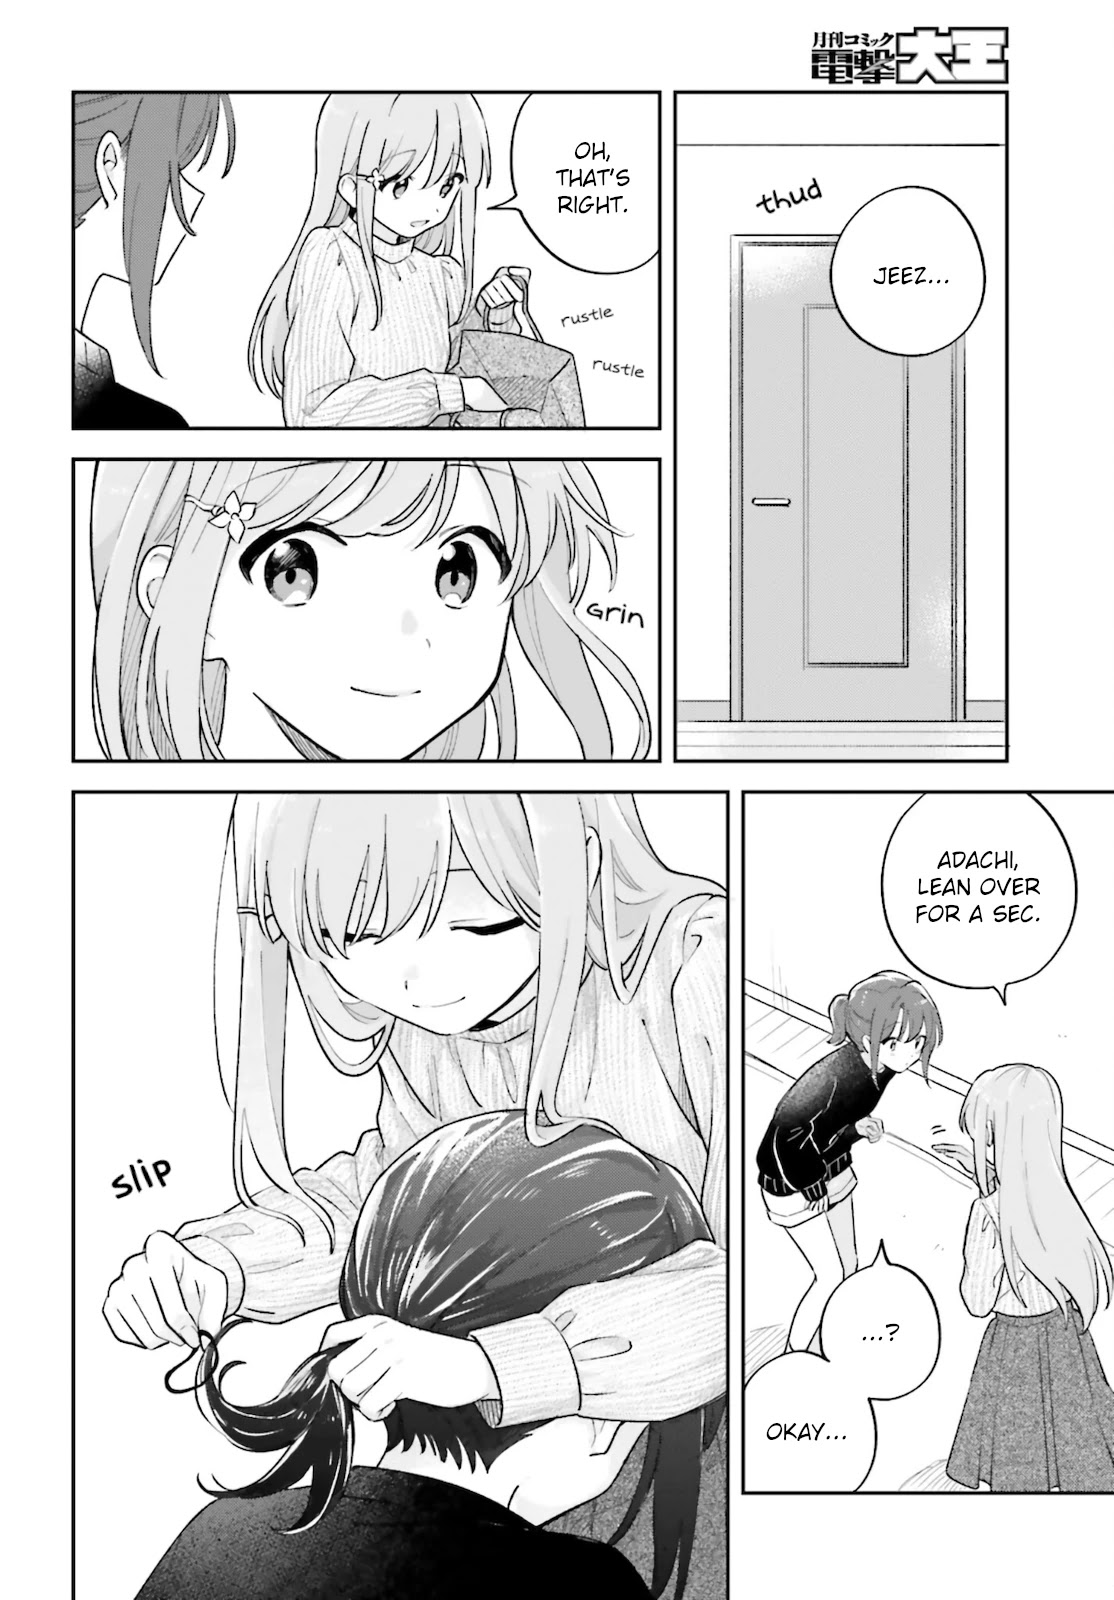 月刊コミック
電撃大王
thud
JEEZ...
OH,
THAT'S
RIGHT.
rustle
rustle
Grin
ADACHI,
LEAN OVER
FOR A SEC.
...?
OKAY...
slip